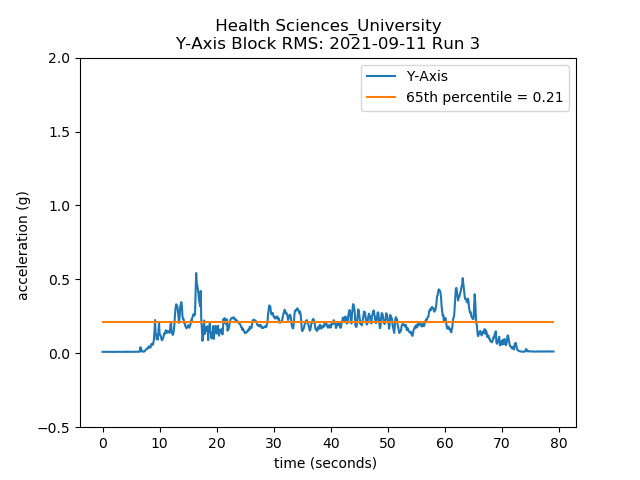 Health Sciences_University
Y-Axis Block RMS: 2021-09-11 Run 3
Y-Axis
65th percentile = 0.21
acceleration (g)
2.0
1.5
1.0
0.5
0.0
−0.5
0 10 20 30 40 50 60 70 80
time (seconds)